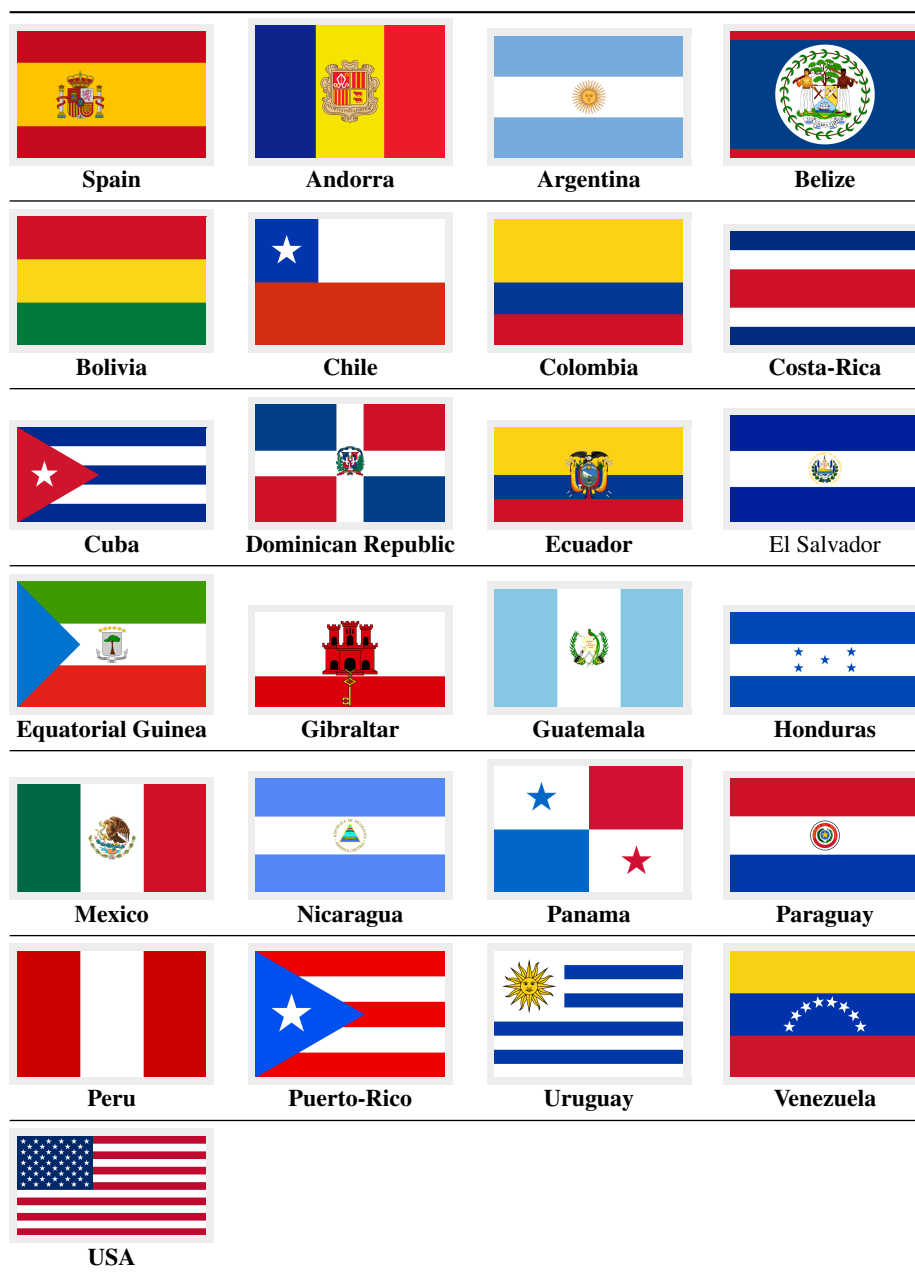 Spain Andorra Argentina Belize
Bolivia Chile Colombia Costa-Rica
Cuba Dominican Republic Ecuador El Salvador
Equatorial Guinea Gibraltar Guatemala Honduras
Mexico Nicaragua Panama Paraguay
Peru Puerto-Rico Uruguay Venezuela
USA